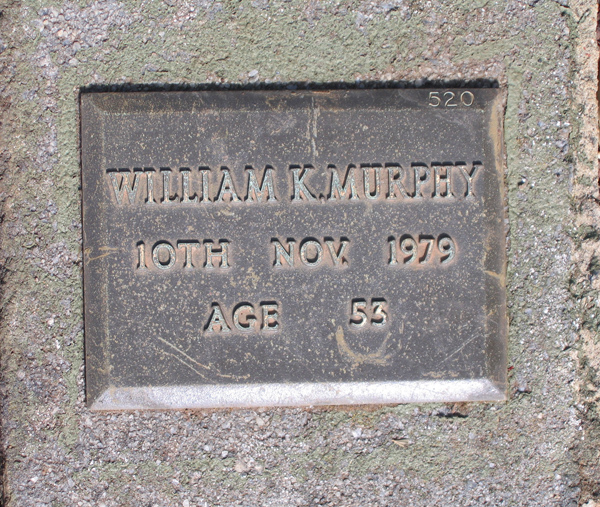 520
WILLIAM K. MURPHY
10TH NOV. 1979
AGE 53